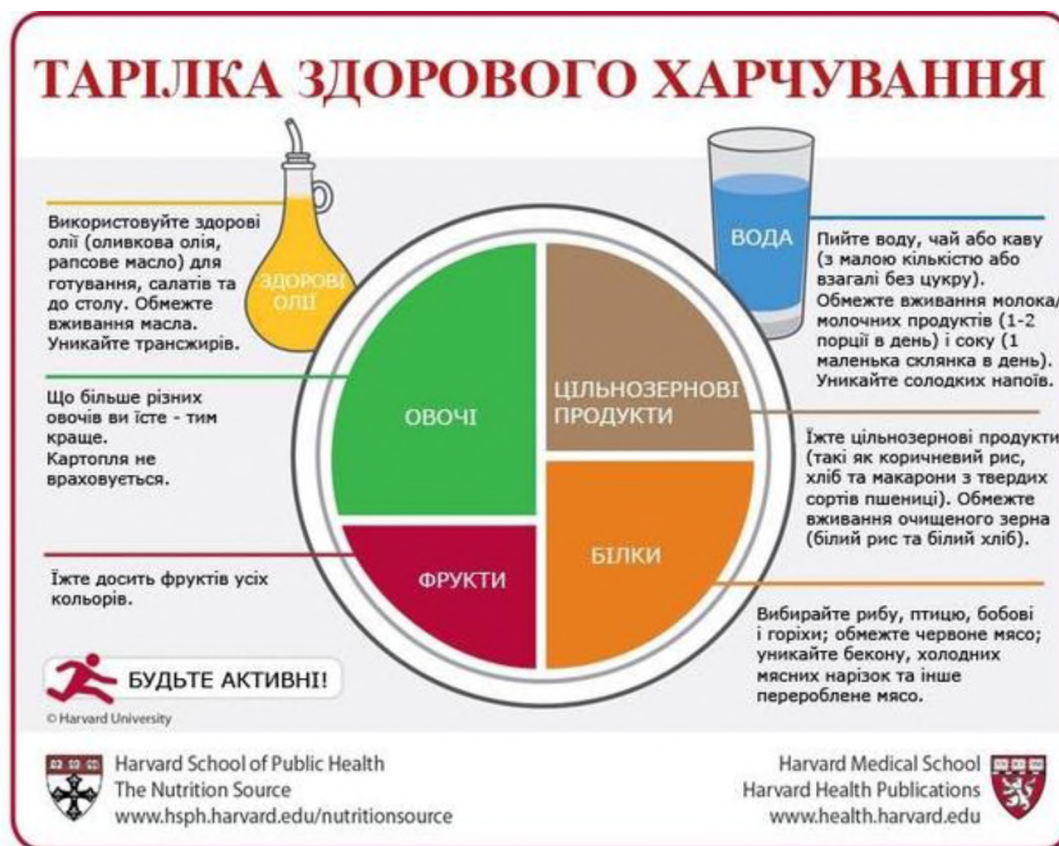 ТАРІЛКА ЗДОРОВОГО ХАРЧУВАННЯ
Використовуйте здорові
олії (оливкова олія,
рапсове масло) для
готування, салатів та
до столу. Обмежте
вживання масла.
Уникайте трансжирів.
ЗДОРОВІ
ОЛІЇ
ВОДА
Пийте воду, чай або каву
(з малою кількістю або
взагалі без цукру).
Обмежте вживання молока/
молочних продуктів (1-2
порції в день) і соку (1
маленька склянка в день).
Уникайте солодких напоїв.
Що більше різних
овочів ви їсте - тим
краще.
Картопля не
враховується.
ОВОЧІ
ЦІЛЬНОЗЕРНОВІ
ПРОДУКТИ
Їжте цільнозернові продукти
(такі як коричневий рис,
хліб та макарони з твердих
сортів пшениці). Обмежте
вживання очищеного зерна
(білий рис та білий хліб).
Їжте досить фруктів усіх
кольорів.
ФРУКТИ
БІЛКИ
Вибирайте рибу, птицю, бобові
і горіхи; обмежте червоне мясо;
уникайте бекону, холодних
мясних нарізок та інше
перероблене мясо.
БУДЬТЕ АКТИВНІ!
© Harvard University
Harvard School of Public Health
The Nutrition Source
www.hsph.harvard.edu/nutritionsource
Harvard Medical School
Harvard Health Publications
www.health.harvard.edu